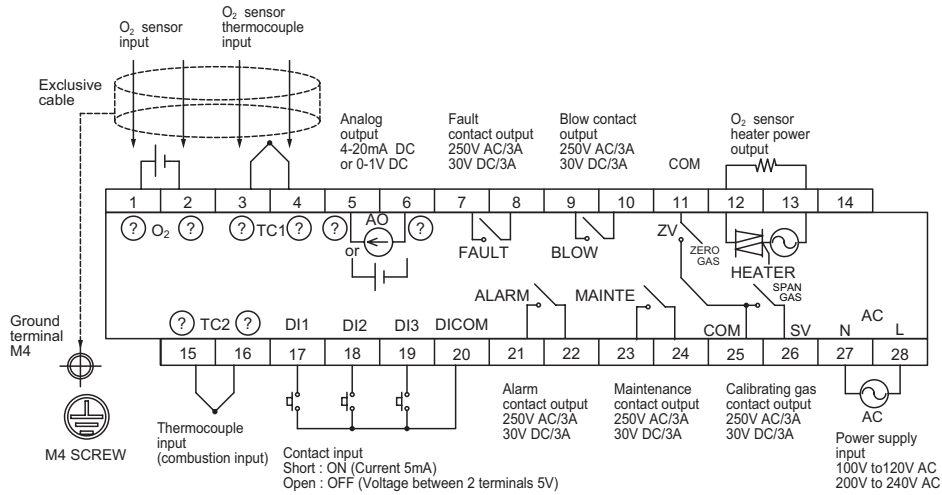 O₂ sensor
input
O₂ sensor
thermocouple
input
Exclusive
cable
Analog
output
4-20mA DC
or 0-1V DC
Fault
contact output
250V AC/3A
30V DC/3A
Blow contact
output
250V AC/3A
30V DC/3A
COM
O₂ sensor
heater power
output
1 2 3 4 5 6 7 8 9 10 11 12 13 14
? O₂ ? ? TC1 ? ? AO ?
or
FAULT
BLOW
ZV
ZERO
GAS
HEATER
SPAN
GAS
ALARM
MAINTE
? TC2 ? DI1 DI2 DI3 DICOM
COM SV N AC L
15 16 17 18 19 20 21 22 23 24 25 26 27 28
Ground
terminal
M4
M4 SCREW
Thermocouple
input
(combustion input)
Contact input
Short : ON (Current 5mA)
Open : OFF (Voltage between 2 terminals 5V)
Alarm
contact output
250V AC/3A
30V DC/3A
Maintenance
contact output
250V AC/3A
30V DC/3A
Calibrating gas
contact output
250V AC/3A
30V DC/3A
AC
Power supply
input
100V to120V AC
200V to 240V AC